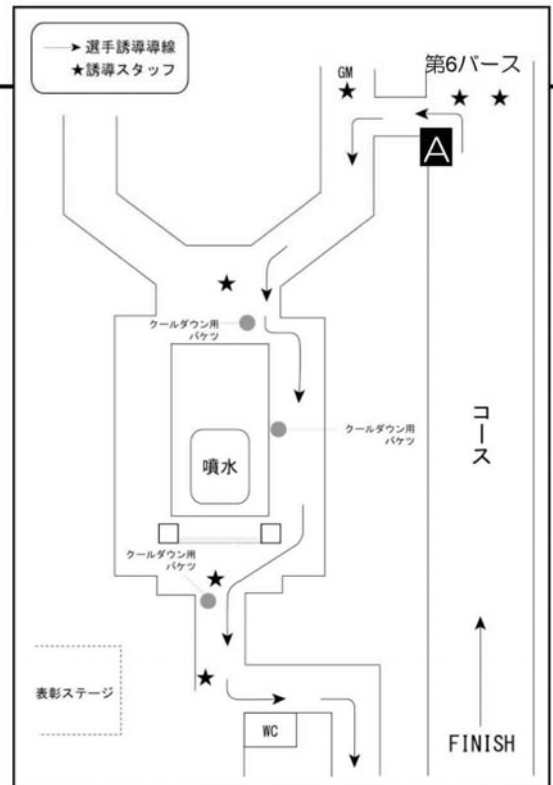 選手誘導導線
★誘導スタッフ
GM
第6バース
A
クールダウン用
バケツ
クールダウン用
バケツ
噴水
コース
クールダウン用
バケツ
表彰ステージ
WC
FINISH